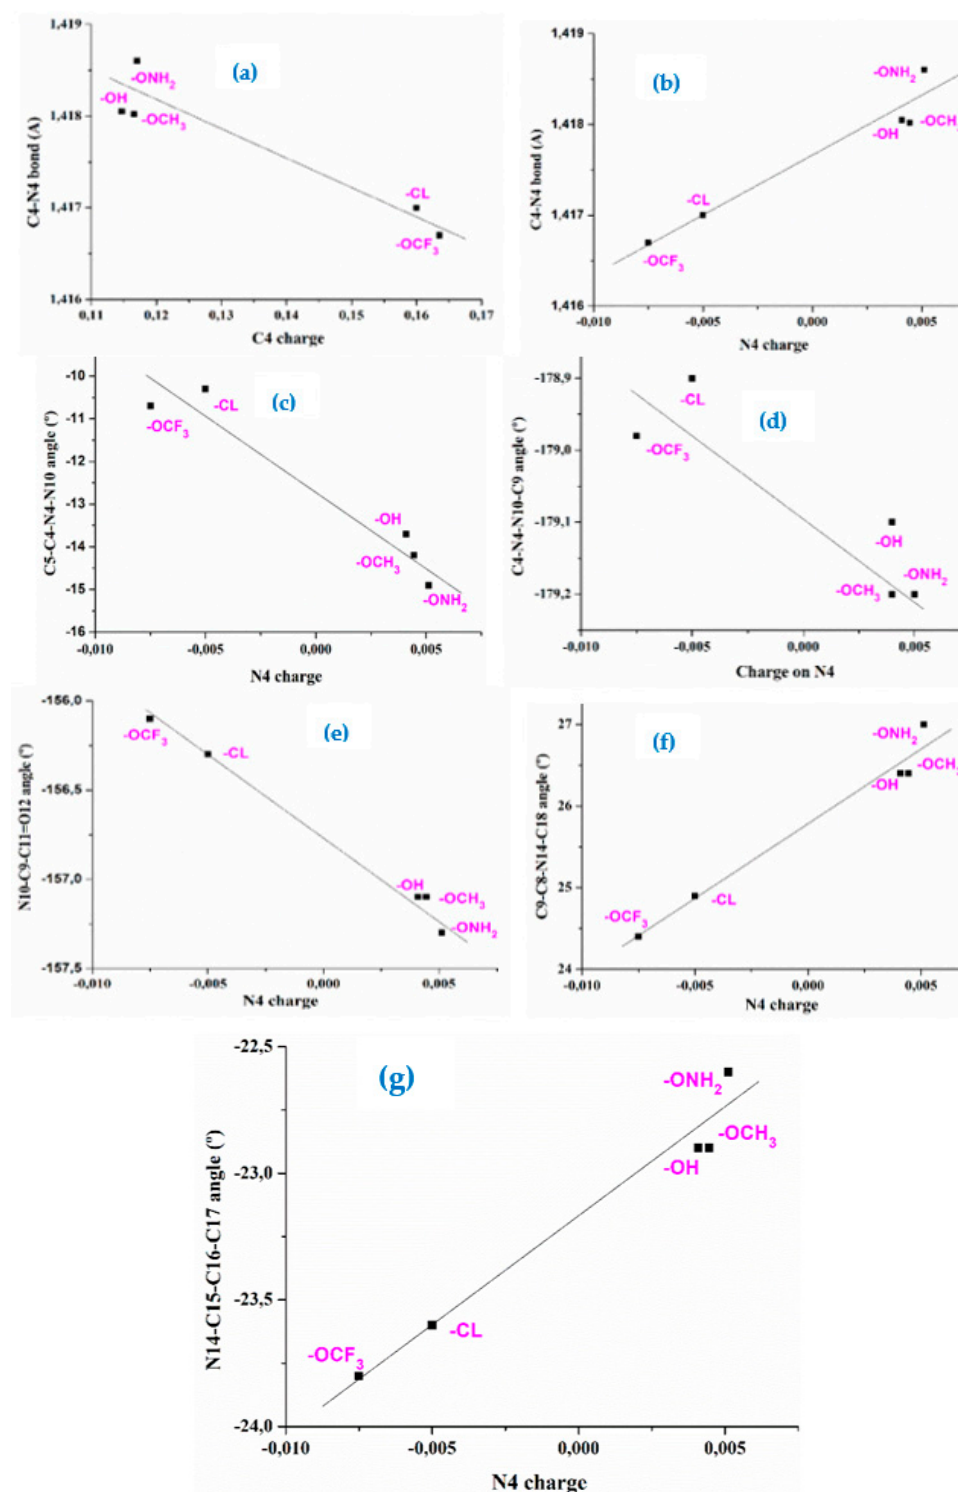 (a)
1,419
1,418
1,417
1,416
C4-N4 bond (A)
-ONH2
-OH
-OCH3
-CL
-OCF3
0,11 0,12 0,13 0,14 0,15 0,16 0,17
C4 charge
(b)
1,419
1,418
1,417
1,416
C4-N4 bond (A)
-ONH2
-OCH3
-OH
-CL
-OCF3
-0,010 -0,005 0,000 0,005
N4 charge
(c)
-10
-11
-12
-13
-14
-15
-16
C5-C4-N4-N10 angle (°)
-CL
-OCF3
-OH
-OCH3
-ONH2
-0,010 -0,005 0,000 0,005
N4 charge
(d)
-178,9
-179,0
-179,1
-179,2
C4-N4-N10-C9 angle (°)
-CL
-OCF3
-OH
-ONH2
-OCH3
-0,010 -0,005 0,000 0,005
Charge on N4
(e)
-156,0
-156,5
-157,0
-157,5
N10-C9-C11=O12 angle (°)
-OCF3
-CL
-OH
-OCH3
-ONH2
-0,010 -0,005 0,000 0,005
N4 charge
(f)
27
26
25
24
C9-C8-N14-C18 angle (°)
-ONH2
-OCH3
-OH
-CL
-OCF3
-0,010 -0,005 0,000 0,005
N4 charge
(g)
-22,5
-23,0
-23,5
-24,0
N14-C15-C16-C17 angle (°)
-ONH2
-OCH3
-OH
-CL
-OCF3
-0,010 -0,005 0,000 0,005
N4 charge